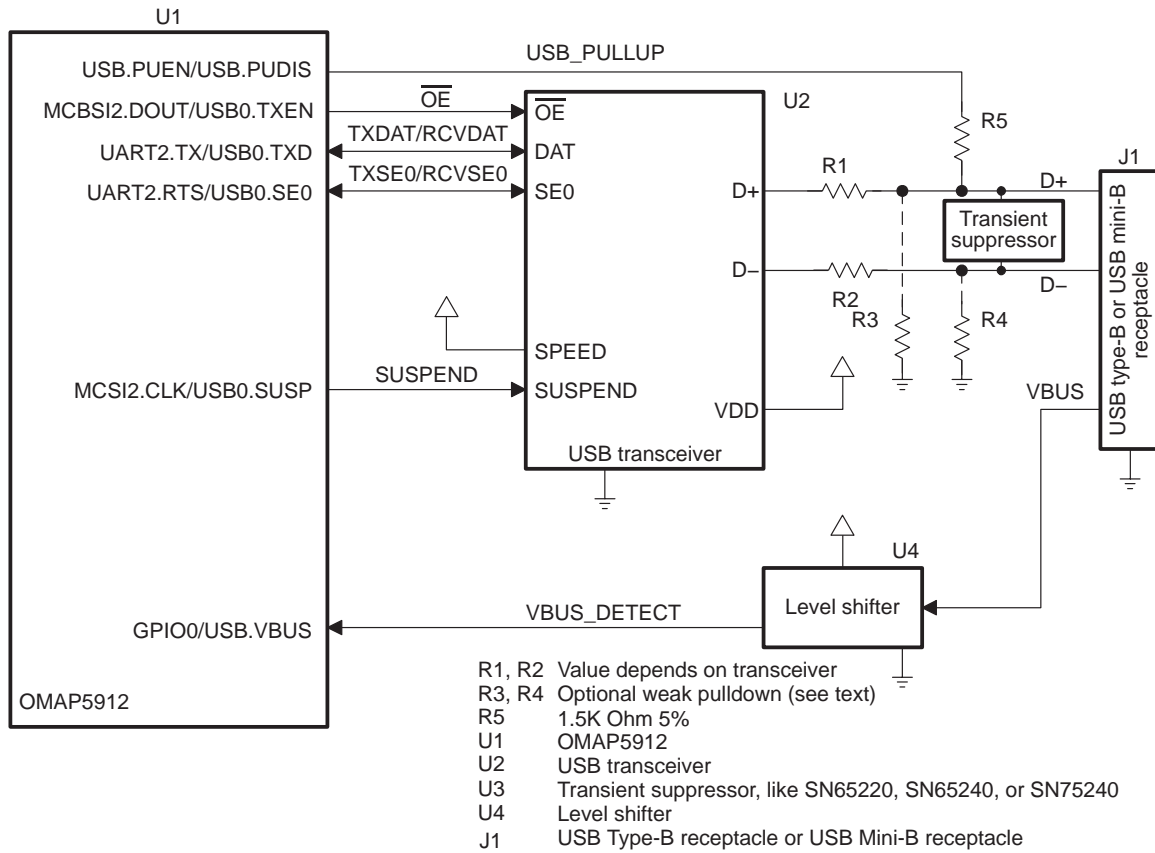 U1
USB_PULLUP
USB.PUEN/USB.PUDIS
U2
MCBSI2.DOUT/USB0.TXEN
OE
OE
R5
TXDAT/RCVDAT
UART2.TX/USB0.TXD
DAT
R1
J1
TXSE0/RCVSE0
UART2.RTS/USB0.SE0
SE0
D+
D+
Transient
suppressor
D−
D−
R2
R3
R4
USB type-B or USB mini-B
receptacle
SPEED
SUSPEND
MCSI2.CLK/USB0.SUSP
SUSPEND
VBUS
VDD
USB transceiver
U4
Level shifter
VBUS_DETECT
GPIO0/USB.VBUS
OMAP5912
R1, R2 Value depends on transceiver
R3, R4 Optional weak pulldown (see text)
R5 1.5K Ohm 5%
U1 OMAP5912
U2 USB transceiver
U3 Transient suppressor, like SN65220, SN65240, or SN75240
U4 Level shifter
J1 USB Type-B receptacle or USB Mini-B receptacle